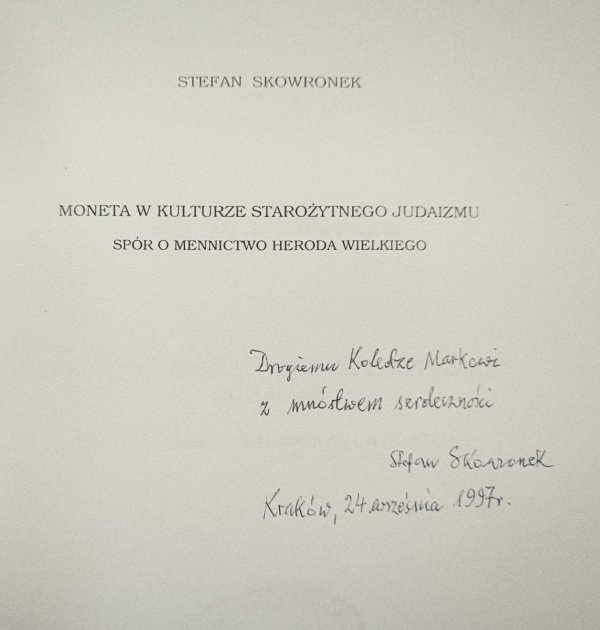 STEFAN SKOWRONEK
MONETA W KULTURZE STAROŻYTNEGO JUDAIZMU
SPÓR O MENNICTWO HERODA WIELKIEGO
Drogiemu Koledze Markowi
z mnóstwem serdeczności
Stefan Skowronek
Kraków, 24 września 1997r.